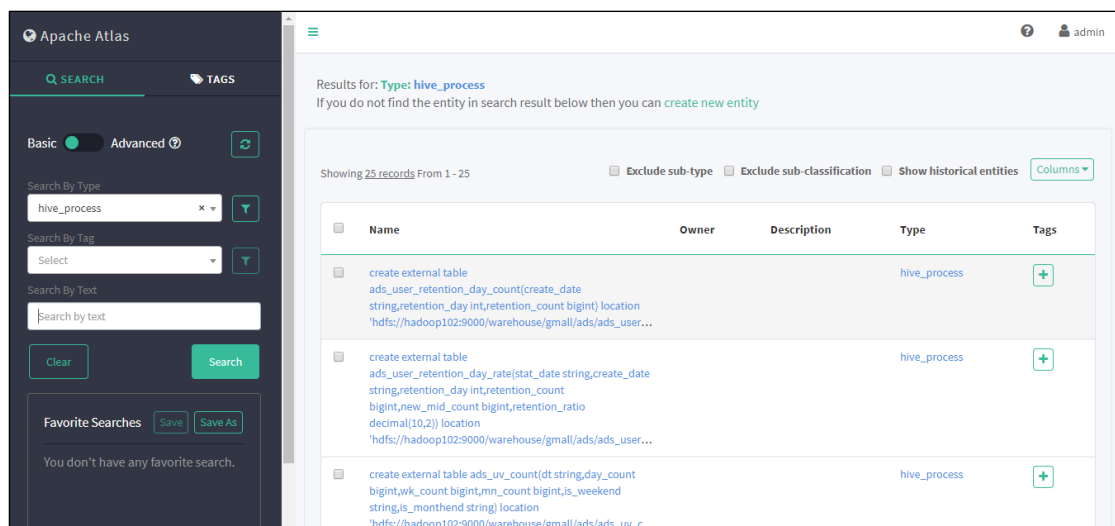 Apache Atlas
SEARCH
TAGS
Basic
Advanced
Search By Type
hive_process
Search By Tag
Select
Search By Text
Search by text
Clear
Search
Favorite Searches
Save
Save As
You don't have any favorite search.
admin
Results for: Type: hive_process
If you do not find the entity in search result below then you can create new entity
Showing 25 records From 1 - 25
Exclude sub-type
Exclude sub-classification
Show historical entities
Columns
Name
Owner
Description
Type
Tags
create external table
ads_user_retention_day_count(create_date
string,retention_day int,retention_count bigint) location
'hdfs://hadoop102:9000/warehouse/gmall/ads/ads_user...
hive_process
create external table
ads_user_retention_day_rate(stat_date string,create_date
string,retention_day int,retention_count
bigint,new_mid_count bigint,retention_ratio
decimal(10,2)) location
'hdfs://hadoop102:9000/warehouse/gmall/ads/ads_user...
hive_process
create external table ads_uv_count(dt string,day_count
bigint,wk_count bigint,mn_count bigint,is_weekend
string,is_monthend string) location
'hdfs://hadoop102:9000/warehouse/gmall/ads/ads_uv_c
hive_process